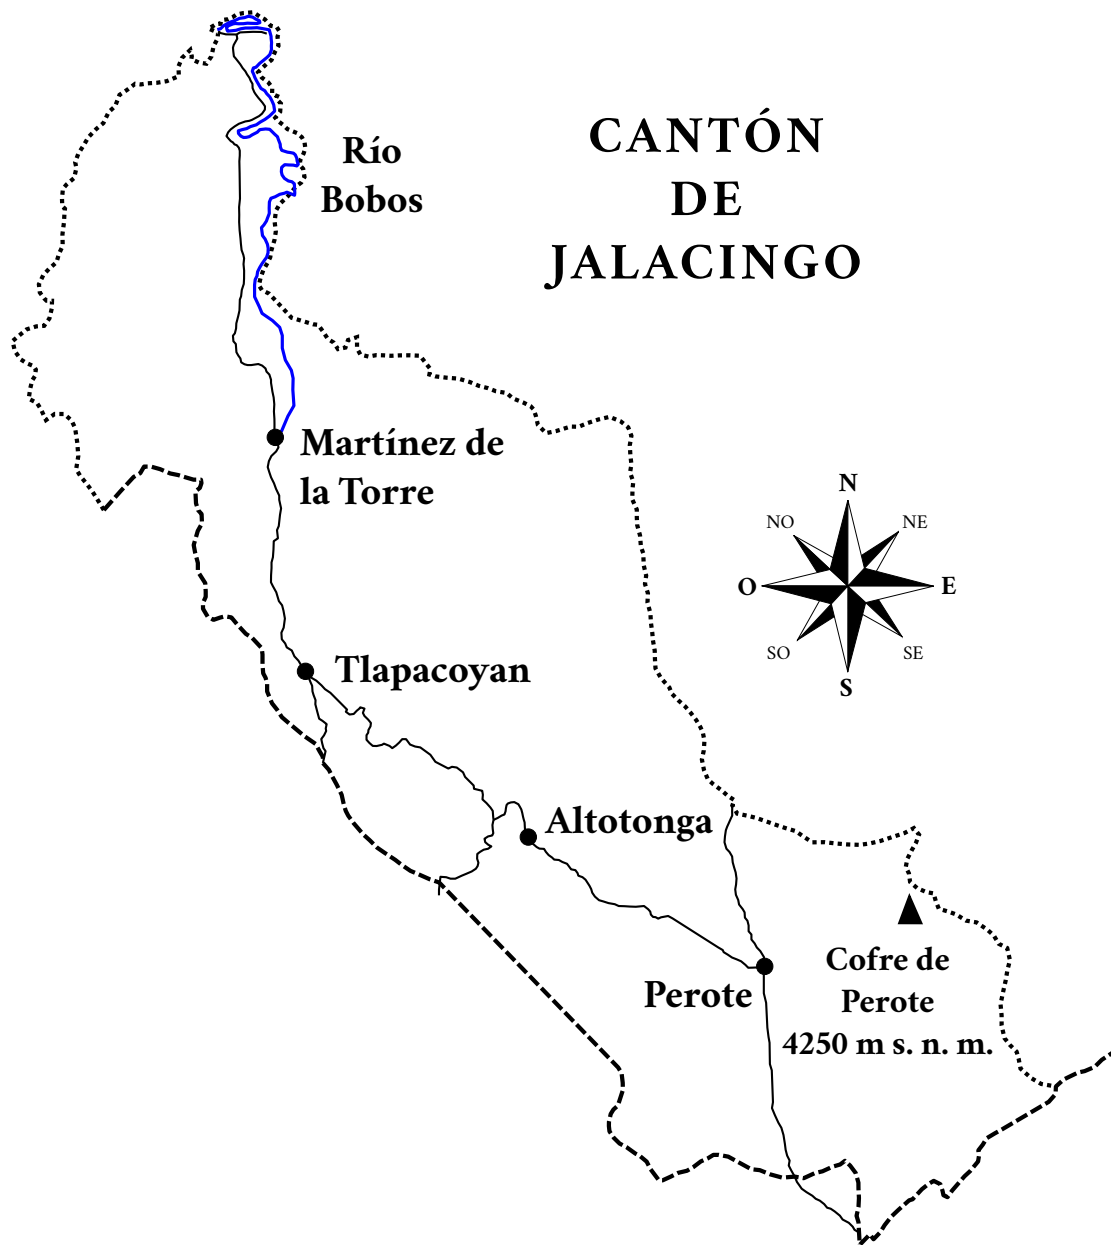 CANTÓN
DE
JALACINGO
Río
Bobos
Martínez de
la Torre
N
NO
NE
O
E
SO
SE
S
Tlapacoyan
Altotonga
Perote
Cofre de
Perote
4250 m s. n. m.